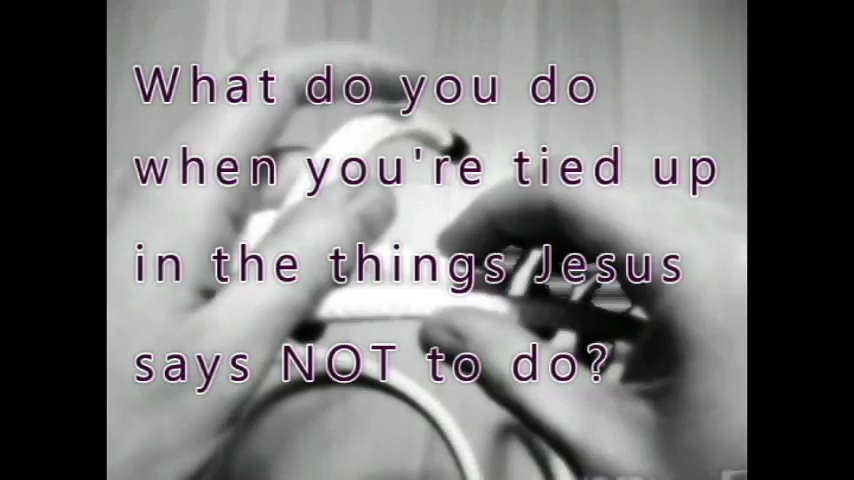 What do you do
when you're tied up
in the things Jesus
says NOT to do?